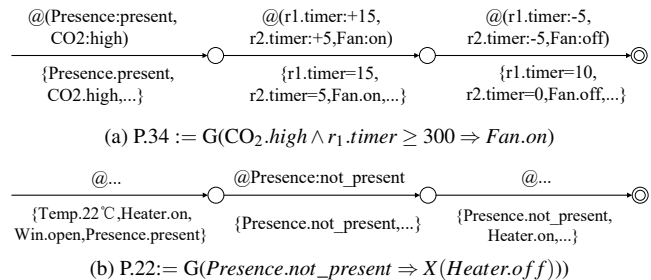 @(Presence:present, @(r1.timer:+15, @(r1.timer:-5,
CO2:high) r2.timer:+5,Fan:on) r2.timer:-5,Fan:off)
{Presence.present, {r1.timer=15, {r1.timer=10,
CO2.high,...} r2.timer=5,Fan.on,...} r2.timer=0,Fan.off,...}
(a) P.34 := G(CO₂.high ∧ r₁.timer ≥ 300 ⇒ Fan.on)
@... @Presence:not_present @...
{Temp.22℃,Heater.on, {Presence.not_present,...} {Presence.not_present,
Win.open,Presence.present} Heater.on,...}
(b) P.22:= G(Presence.not_present ⇒ X(Heater.off)))